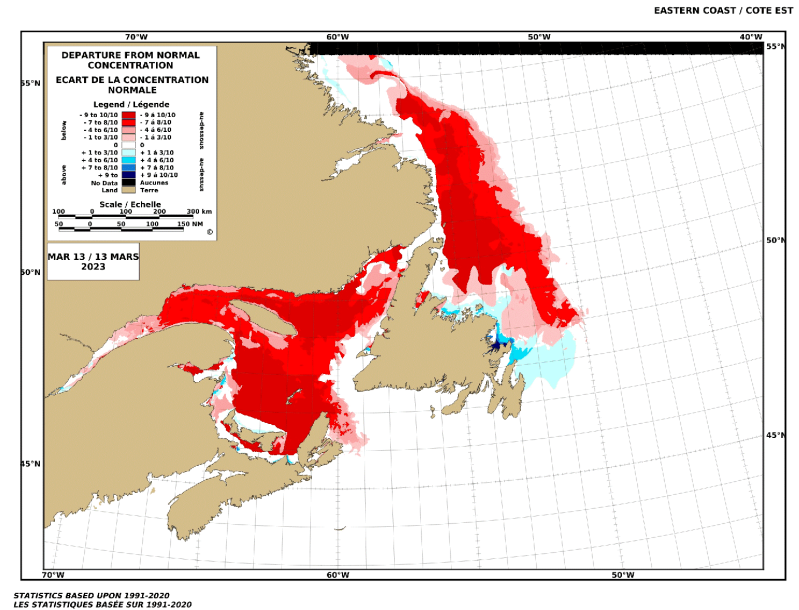 EASTERN COAST / COTE EST
70°W 60°W 50°W 40°W
55°N
DEPARTURE FROM NORMAL
CONCENTRATION
ECART DE LA CONCENTRATION
NORMALE
Legend / Légende
below
en-dessous
- 9 to 10/10 - 9 à 10/10
- 7 to 8/10 - 7 à 8/10
- 4 to 6/10 - 4 à 6/10
- 1 to 3/10 - 1 à 3/10
0 0
+ 1 to 3/10 + 1 à 3/10
+ 4 to 6/10 + 4 à 6/10
+ 7 to 8/10 + 7 à 8/10
+ 9 to + 9 à 10/10
above
No Data Aucunes
Land Terre
Scale / Echelle
100 0 100 200 300 km
50 0 50 100 150 NM
©
55°N
MAR 13 / 13 MARS
2023
50°N
50°N
45°N
45°N
70°W 60°W 50°W
STATISTICS BASED UPON 1991-2020
LES STATISTIQUES BASÉE SUR 1991-2020